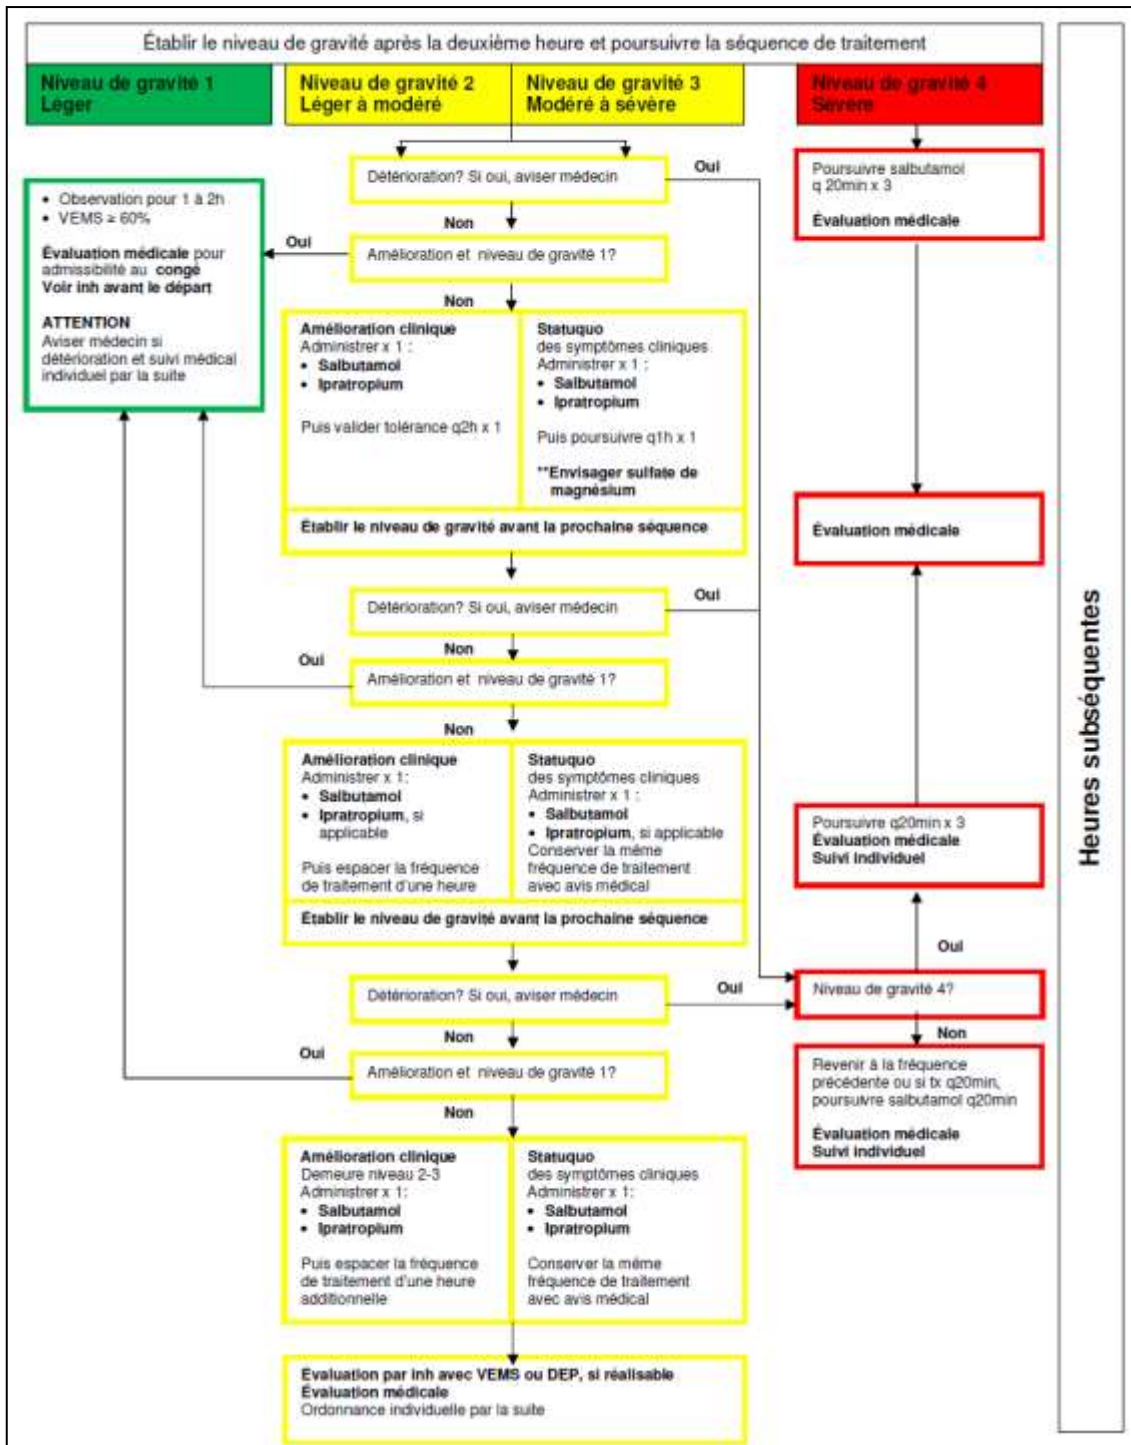 Établir le niveau de gravité après la deuxième heure et poursuivre la séquence de traitement
Niveau de gravité 1
Léger
Niveau de gravité 2
Léger à modéré
Niveau de gravité 3
Modéré à sévère
Niveau de gravité 4
Sévère
Détérioration? Si oui, aviser médecin
Oui
Non
Poursuivre salbutamol
q 20min x 3
Évaluation médicale
• Observation pour 1 à 2h
• VEMS ≥ 60%
Évaluation médicale pour
admissibilité au congé
Voir inh avant le départ
ATTENTION
Aviser médecin si
détérioration et suivi médical
individuel par la suite
Oui
Amélioration et niveau de gravité 1?
Non
Amélioration clinique
Administrer x 1 :
• Salbutamol
• Ipratropium
Puis valider tolérance q2h x 1
Statuquo
des symptômes cliniques
Administrer x 1 :
• Salbutamol
• Ipratropium
Puis poursuivre q1h x 1
**Envisager sulfate de
magnésium
Établir le niveau de gravité avant la prochaine séquence
Évaluation médicale
Détérioration? Si oui, aviser médecin
Oui
Non
Oui
Amélioration et niveau de gravité 1?
Non
Amélioration clinique
Administrer x 1:
• Salbutamol
• Ipratropium, si
applicable
Puis espacer la fréquence
de traitement d'une heure
Statuquo
des symptômes cliniques
Administrer x 1 :
• Salbutamol
• Ipratropium, si applicable
Conserver la même
fréquence de traitement
avec avis médical
Établir le niveau de gravité avant la prochaine séquence
Poursuivre q20min x 3
Évaluation médicale
Suivi individuel
Oui
Détérioration? Si oui, aviser médecin
Oui
Niveau de gravité 4?
Non
Non
Oui
Amélioration et niveau de gravité 1?
Non
Revenir à la fréquence
précédente ou si tx q20min,
poursuivre salbutamol q20min
Évaluation médicale
Suivi individuel
Amélioration clinique
Demeure niveau 2-3
Administrer x 1:
• Salbutamol
• Ipratropium
Puis espacer la fréquence
de traitement d'une heure
additionnelle
Statuquo
des symptômes cliniques
Administrer x 1:
• Salbutamol
• Ipratropium
Conserver la même
fréquence de traitement
avec avis médical
Évaluation par inh avec VEMS ou DEP, si réalisable
Évaluation médicale
Ordonnance individuelle par la suite
Heures subséquentes